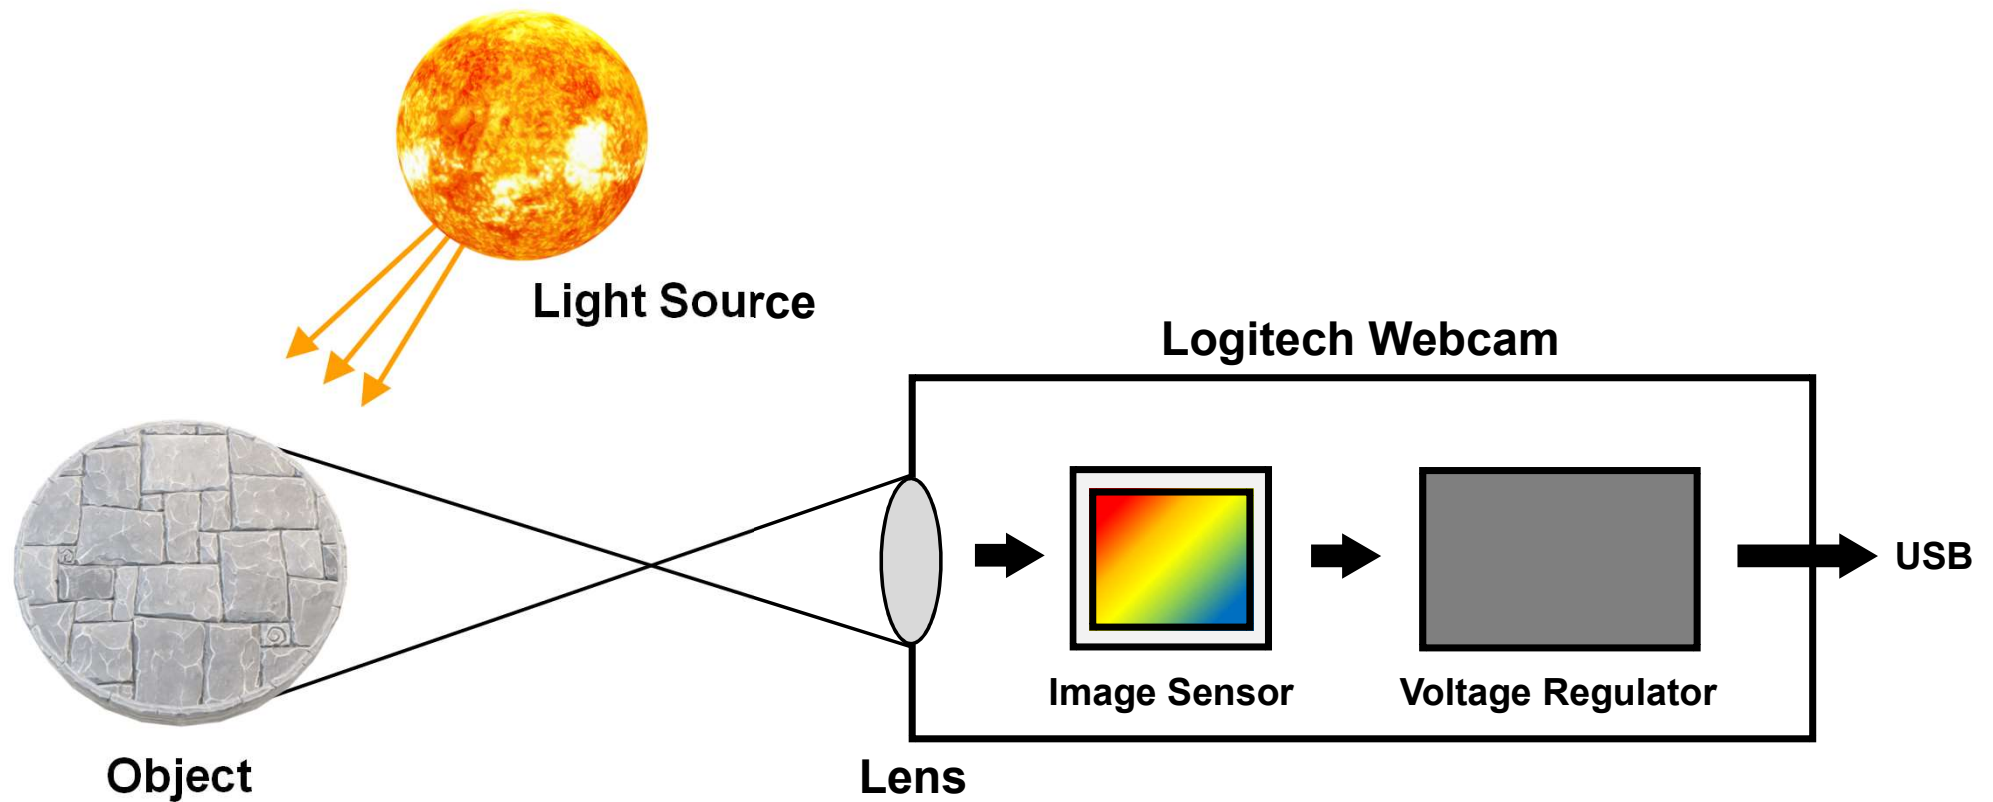 Light Source
Logitech Webcam
USB
Image Sensor
Voltage Regulator
Object
Lens